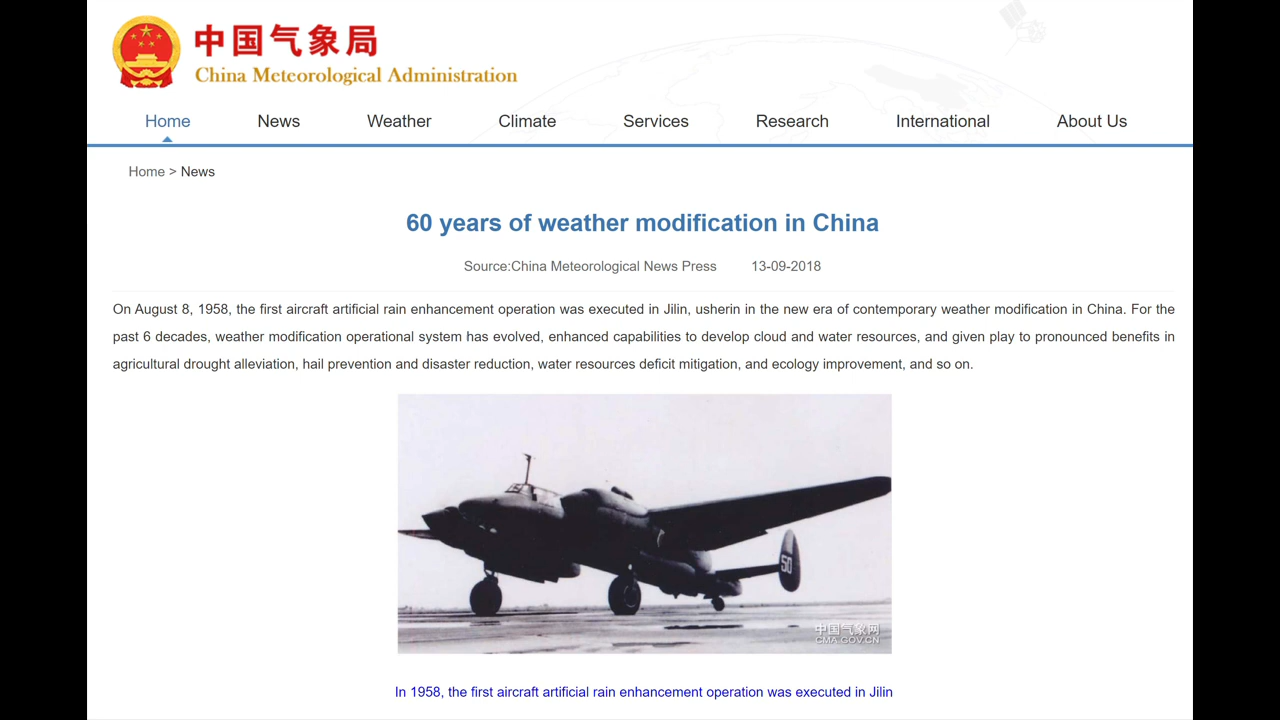 中国气象局
China Meteorological Administration
Home News Weather Climate Services Research International About Us
Home > News
60 years of weather modification in China
Source:China Meteorological News Press 13-09-2018
On August 8, 1958, the first aircraft artificial rain enhancement operation was executed in Jilin, usherin in the new era of contemporary weather modification in China. For the
past 6 decades, weather modification operational system has evolved, enhanced capabilities to develop cloud and water resources, and given play to pronounced benefits in
agricultural drought alleviation, hail prevention and disaster reduction, water resources deficit mitigation, and ecology improvement, and so on.
50
中国气象网
CMA.GOV.CN
In 1958, the first aircraft artificial rain enhancement operation was executed in Jilin